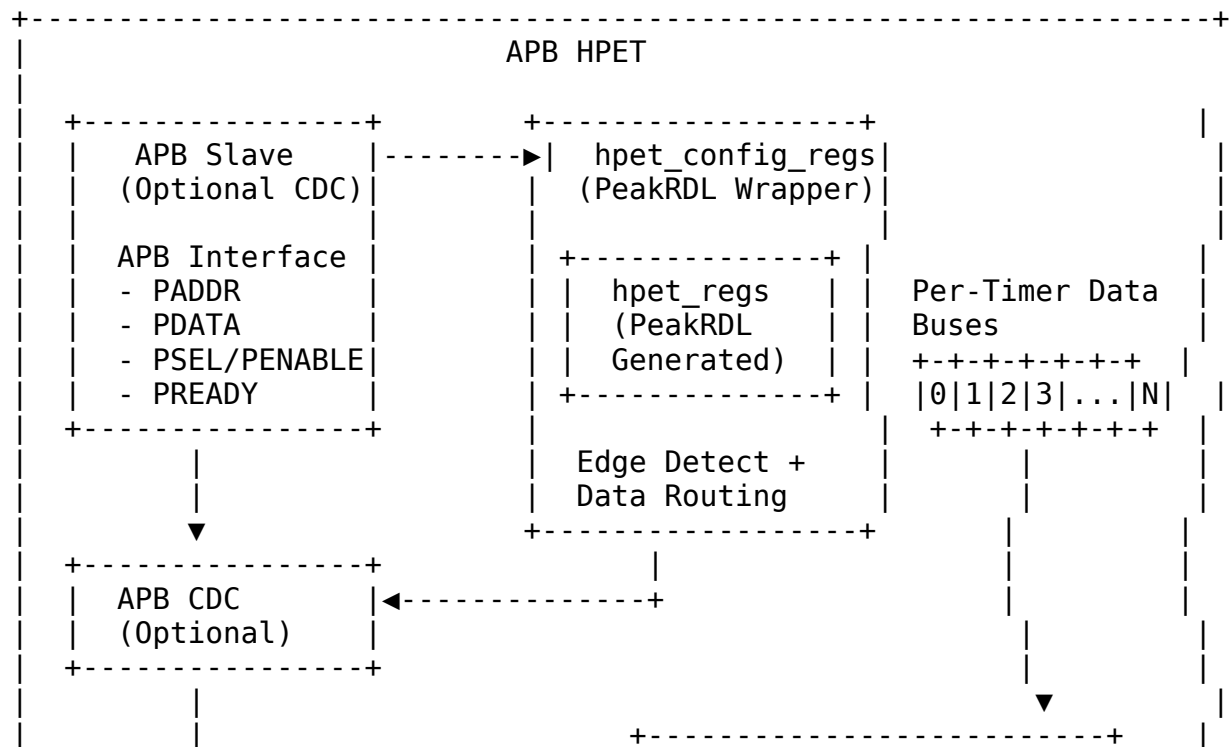 APB HPET
APB Slave
(Optional CDC)
APB Interface
- PADDR
- PDATA
- PSEL/PENABLE
- PREADY
hpet_config_regs
(PeakRDL Wrapper)
hpet_regs
(PeakRDL
Generated)
Edge Detect +
Data Routing
Per-Timer Data
Buses
|0|1|2|3|...|N|
APB CDC
(Optional)